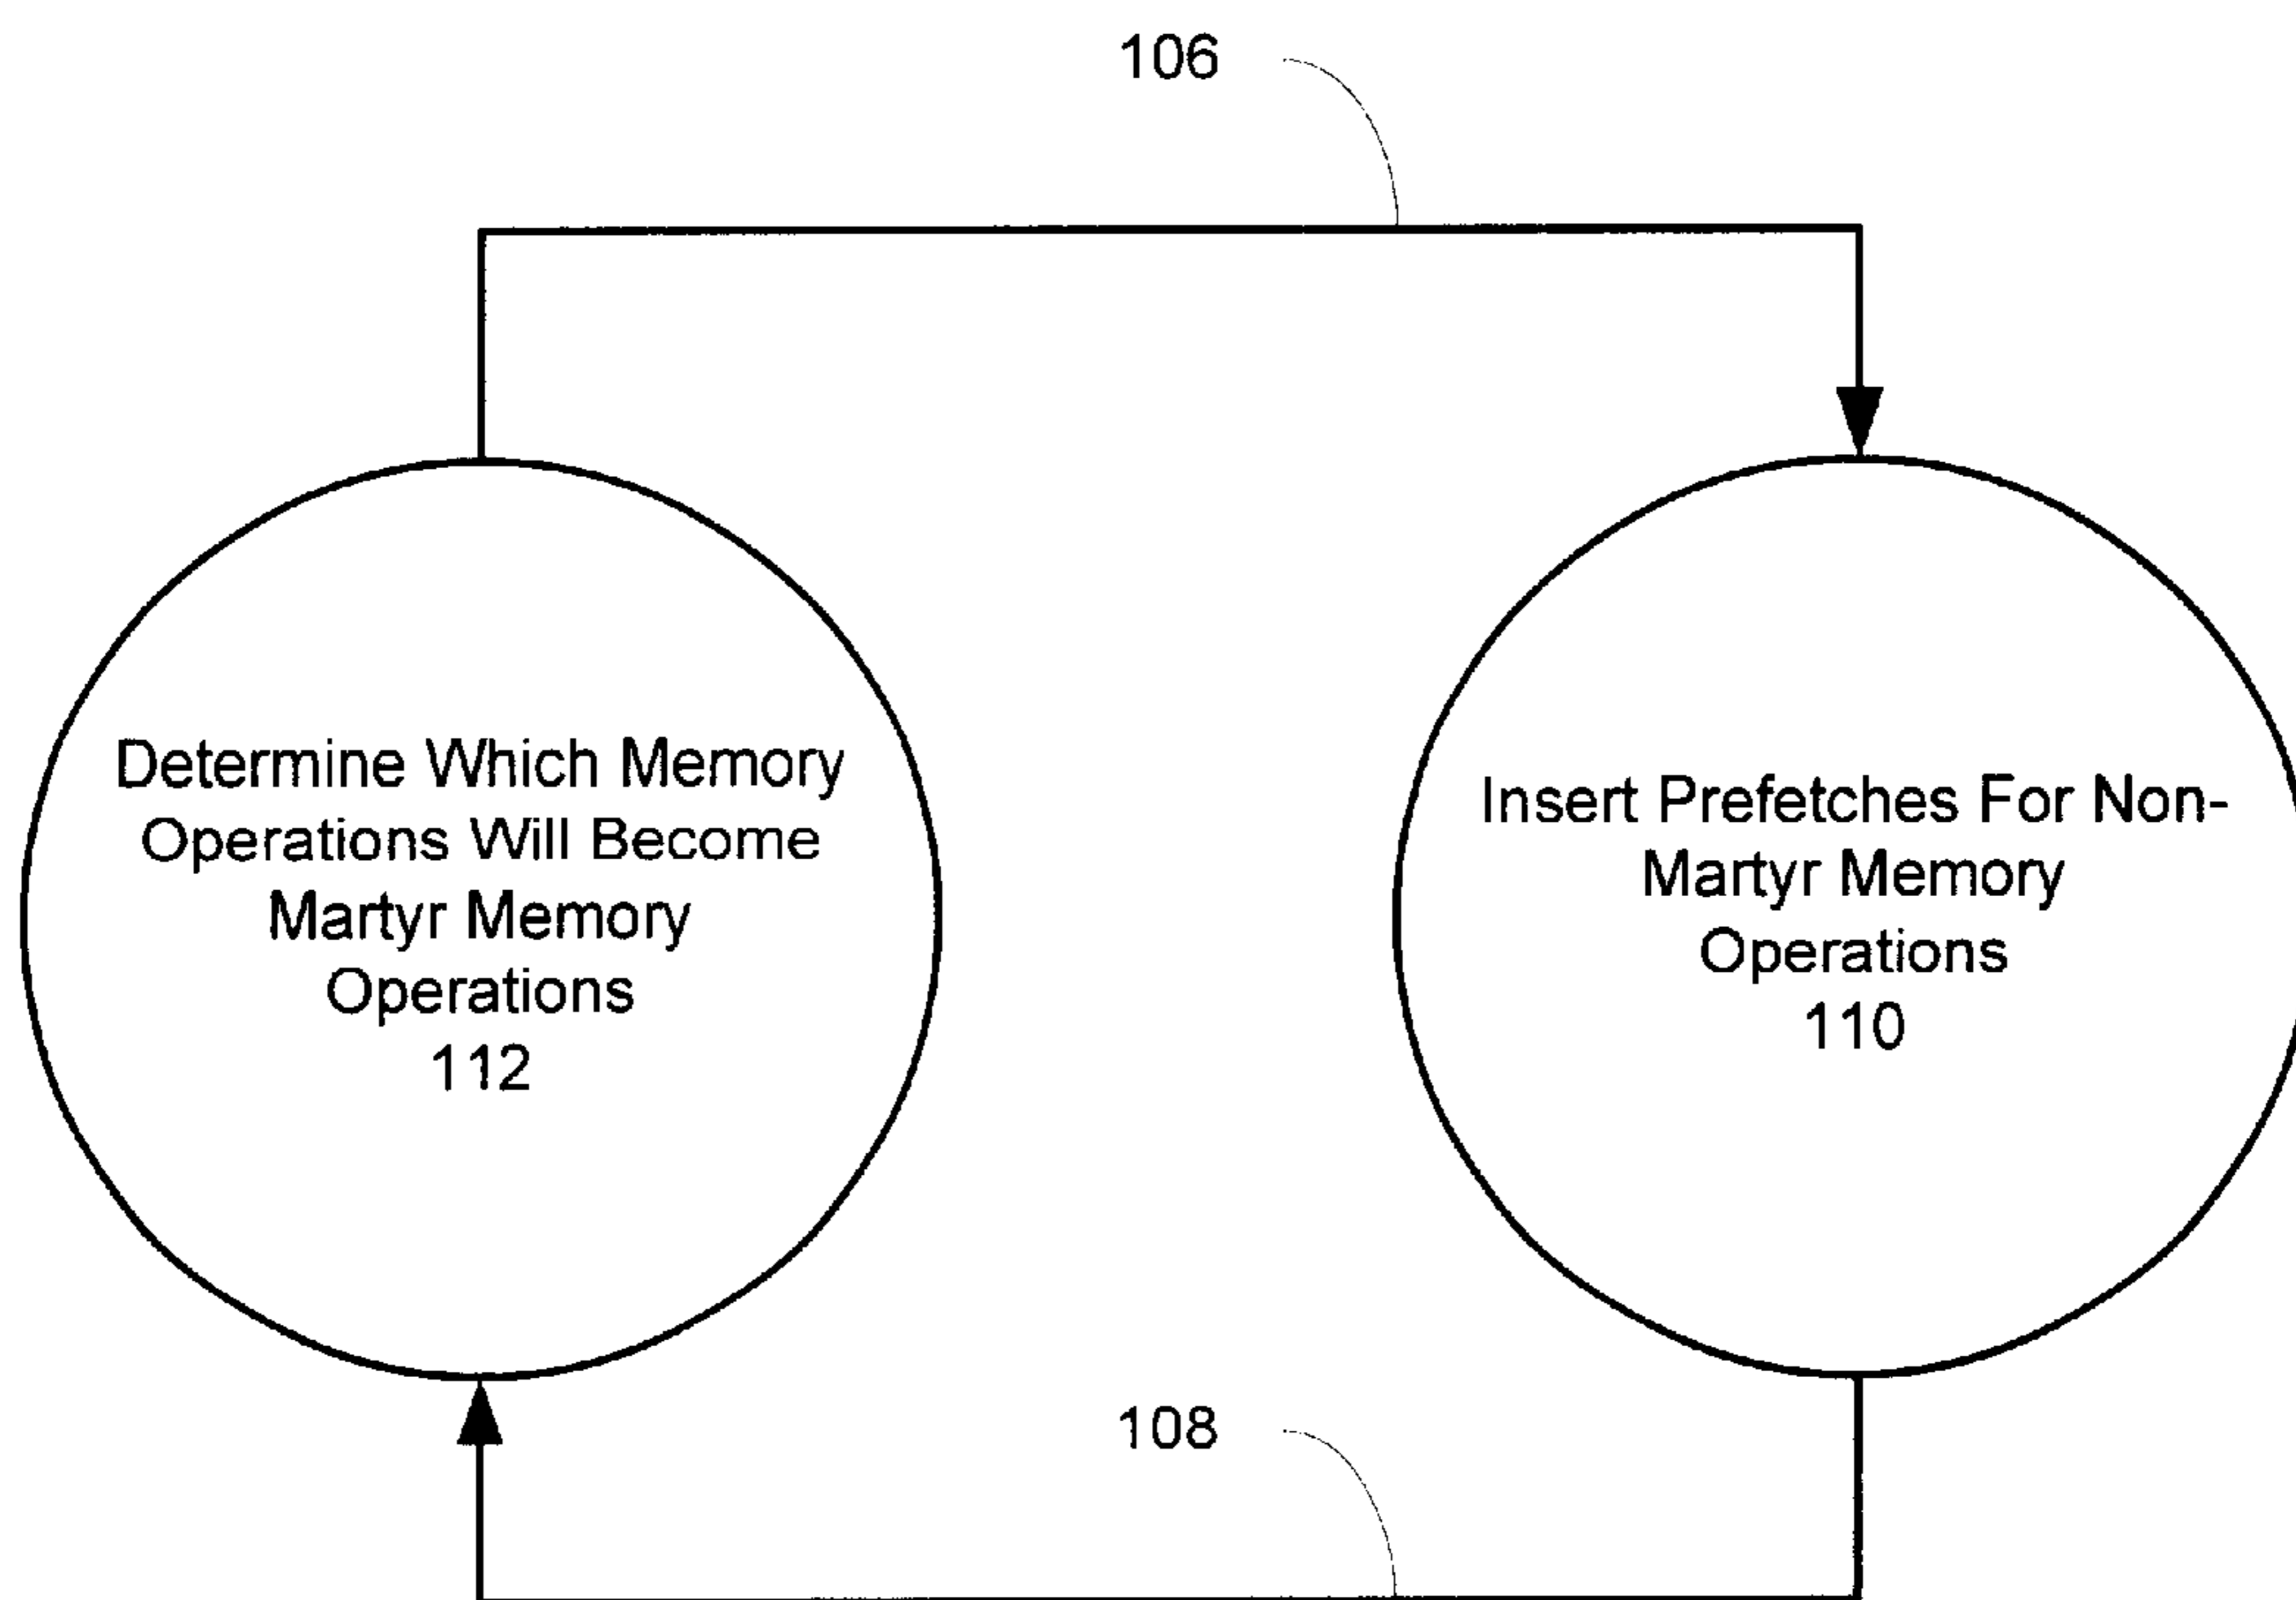 106
Determine Which Memory
Operations Will Become
Martyr Memory
Operations
112
Insert Prefetches For Non-
Martyr Memory
Operations
110
108